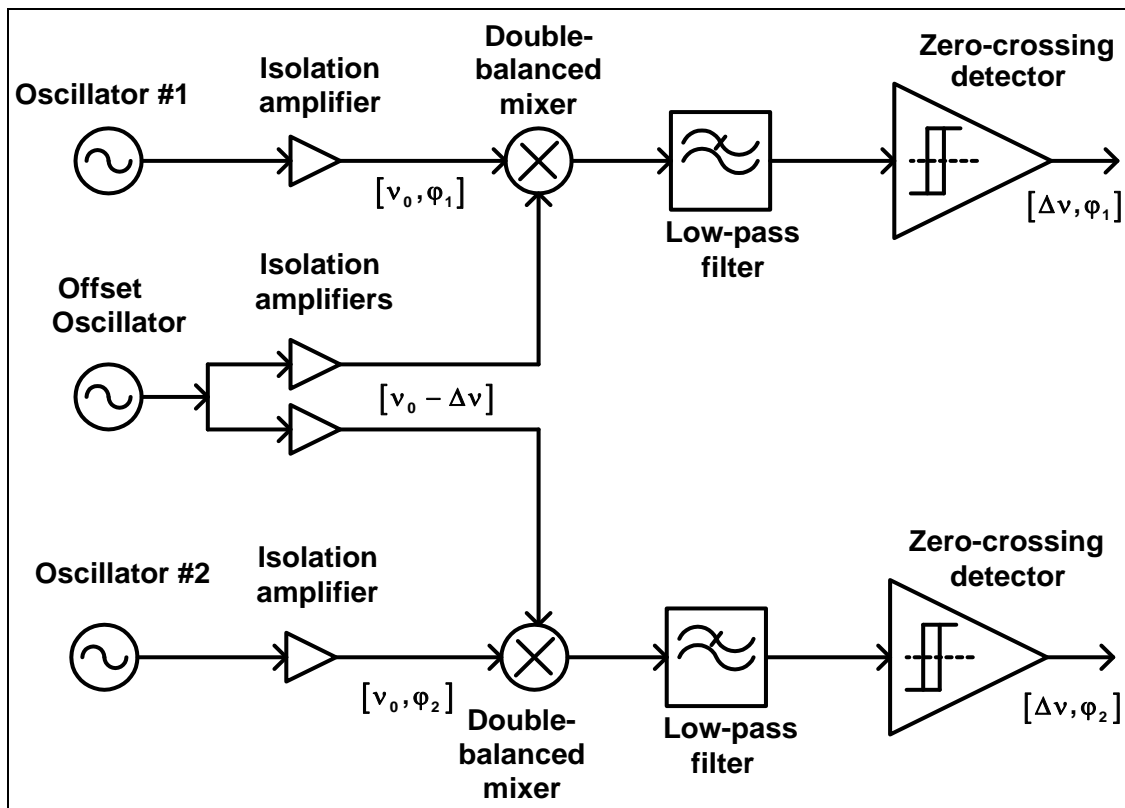 Oscillator #1
Isolation
amplifier
Double-
balanced
mixer
Zero-crossing
detector
[ν₀,φ₁]
Low-pass
filter
[Δν,φ₁]
Offset
Oscillator
Isolation
amplifiers
[ν₀ − Δν]
Oscillator #2
Isolation
amplifier
Zero-crossing
detector
[ν₀,φ₂]
Double-
balanced
mixer
Low-pass
filter
[Δν,φ₂]